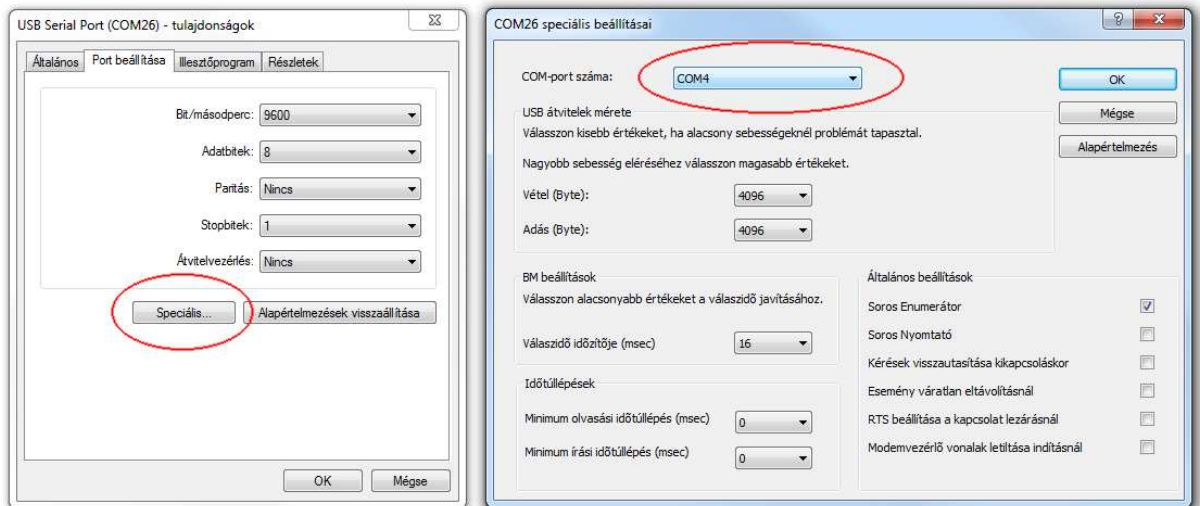 USB Serial Port (COM26) - tulajdonságok
Általános
Port beállítása
Illesztőprogram
Részletek
Bit/másodperc: 9600
Adatbitek: 8
Paritás: Nincs
Stopbitek: 1
Átvitelvezérlés: Nincs
Speciális...
Alapértelmezések visszaállítása
OK
Mégse
COM26 speciális beállításai
COM-port száma: COM4
OK
Mégse
Alapértelmezés
USB átvitelek mérete
Válasszon kisebb értékeket, ha alacsony sebességeknél problémát tapasztal.
Nagyobb sebesség eléréséhez válasszon magasabb értékeket.
Vétel (Byte): 4096
Adás (Byte): 4096
BM beállítások
Válasszon alacsonyabb értékeket a válaszidő javításához.
Válaszidő időzítője (msec) 16
Időtúllépések
Minimum olvasási időtúllépés (msec) 0
Minimum írási időtúllépés (msec) 0
Általános beállítások
Soros Enumerátor
Soros Nyomtató
Kérések visszautasítása kikapcsoláskor
Esemény váratlan eltávolításnál
RTS beállítása a kapcsolat lezárásnál
Modemvezérlő vonalak letiltása indításnál